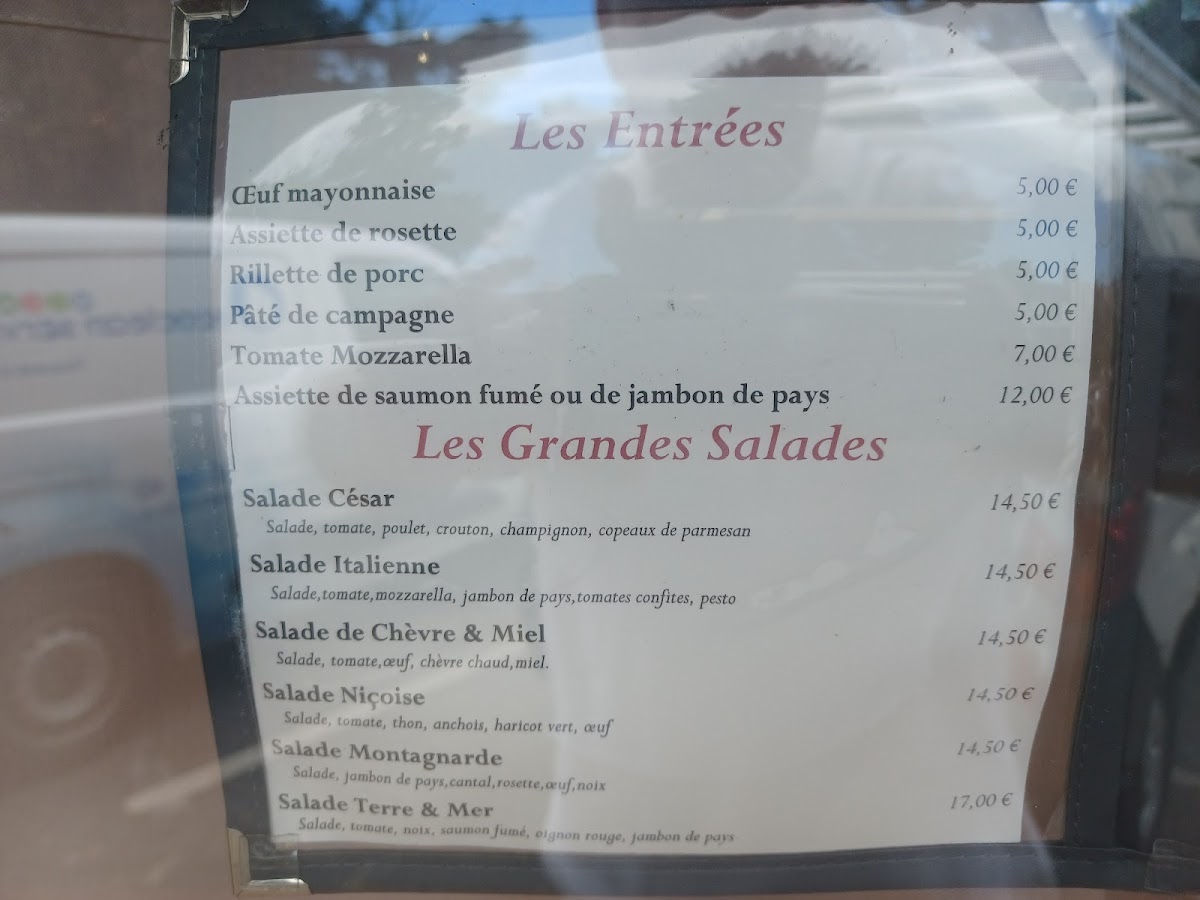 Les Entrées
Œuf mayonnaise 5,00 €
Assiette de rosette 5,00 €
Rillette de porc 5,00 €
Pâté de campagne 5,00 €
Tomate Mozzarella 7,00 €
Assiette de saumon fumé ou de jambon de pays 12,00 €
Les Grandes Salades
Salade César 14,50 €
Salade, tomate, poulet, crouton, champignon, copeaux de parmesan
Salade Italienne 14,50 €
Salade,tomate,mozzarella, jambon de pays,tomates confites, pesto
Salade de Chèvre & Miel 14,50 €
Salade, tomate,œuf, chèvre chaud,miel.
Salade Niçoise 14,50 €
Salade, tomate, thon, anchois, haricot vert, œuf
Salade Montagnarde 14,50 €
Salade, jambon de pays,cantal,rosette,œuf,noix
Salade Terre & Mer 17,00 €
Salade, tomate, noix, saumon fumé, oignon rouge, jambon de pays